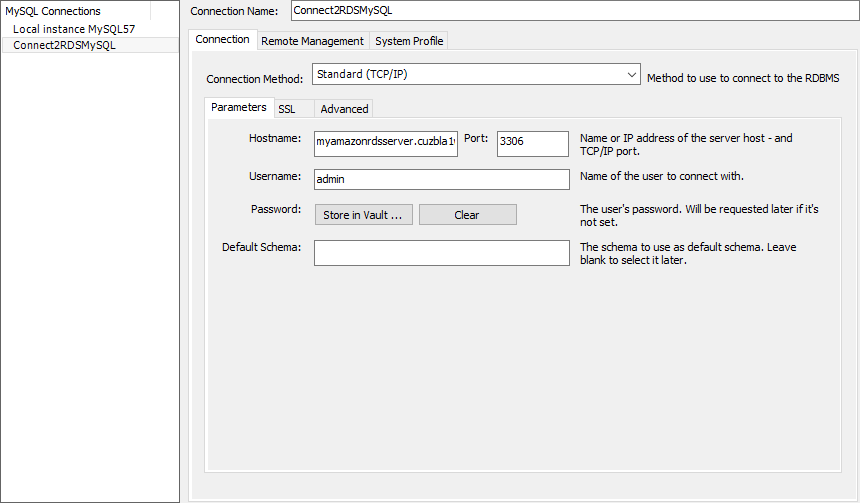 MySQL Connections
Local instance MySQL57
Connect2RDSMySQL
Connection Name: Connect2RDSMySQL
Connection Remote Management System Profile
Connection Method: Standard (TCP/IP) Method to use to connect to the RDBMS
Parameters SSL Advanced
Hostname: myamazonrdsserver.cuzbla1 Port: 3306 Name or IP address of the server host - and
TCP/IP port.
Username: admin Name of the user to connect with.
Password: Store in Vault ... Clear The user's password. Will be requested later if it's
not set.
Default Schema: The schema to use as default schema. Leave
blank to select it later.